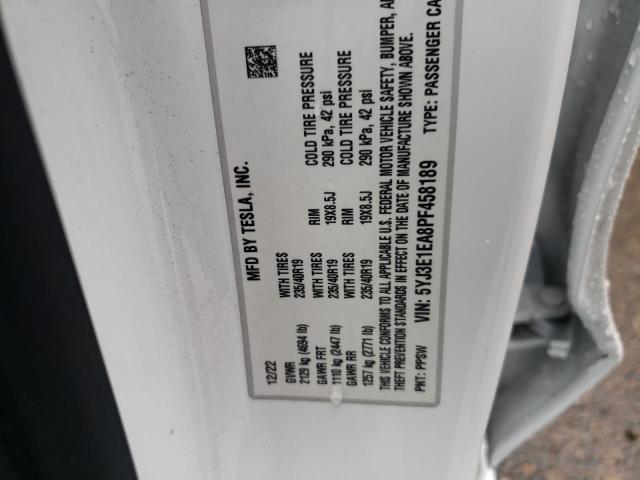 MFD BY TESLA, INC.
12/22
GVWR WITH TIRES RIM COLD TIRE PRESSURE
2129 kg (4694 lb) 235/40R19 19X8.5J 290 kPa, 42 psi
GAWR FRT WITH TIRES RIM COLD TIRE PRESSURE
1110 kg (2447 lb) 235/40R19 19X8.5J 290 kPa, 42 psi
GAWR RR WITH TIRES
1257 kg (2771 lb) 235/40R19
THIS VEHICLE CONFORMS TO ALL APPLICABLE U.S. FEDERAL MOTOR VEHICLE SAFETY, BUMPER,
THEFT PREVENTION STANDARDS IN EFFECT ON THE DATE OF MANUFACTURE SHOWN ABOVE.
PNT: PPSW VIN: 5YJ3E1EA8PF458189 TYPE: PASSENGER